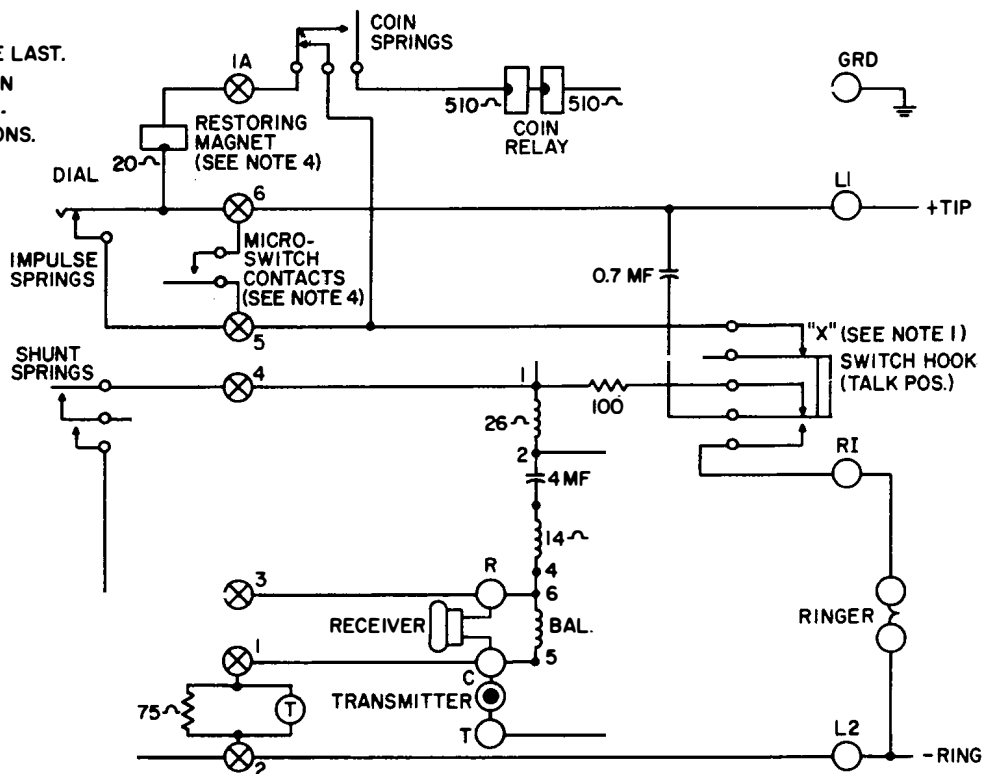 E LAST.
N
-
ONS.
COIN
SPRINGS
1A
GRD
510~
510~
COIN
RELAY
RESTORING
MAGNET
(SEE NOTE 4)
20~
DIAL
6
L1
+TIP
MICRO-
SWITCH
CONTACTS
(SEE NOTE 4)
IMPULSE
SPRINGS
0.7 MF
5
"X" (SEE NOTE 1)
SWITCH HOOK
(TALK POS.)
SHUNT
SPRINGS
4
1
100
26~
2
4MF
R1
14~
4
3
R
6
RECEIVER
BAL.
RINGER
1
5
C
TRANSMITTER
75~
T
T
L2
2
-RING